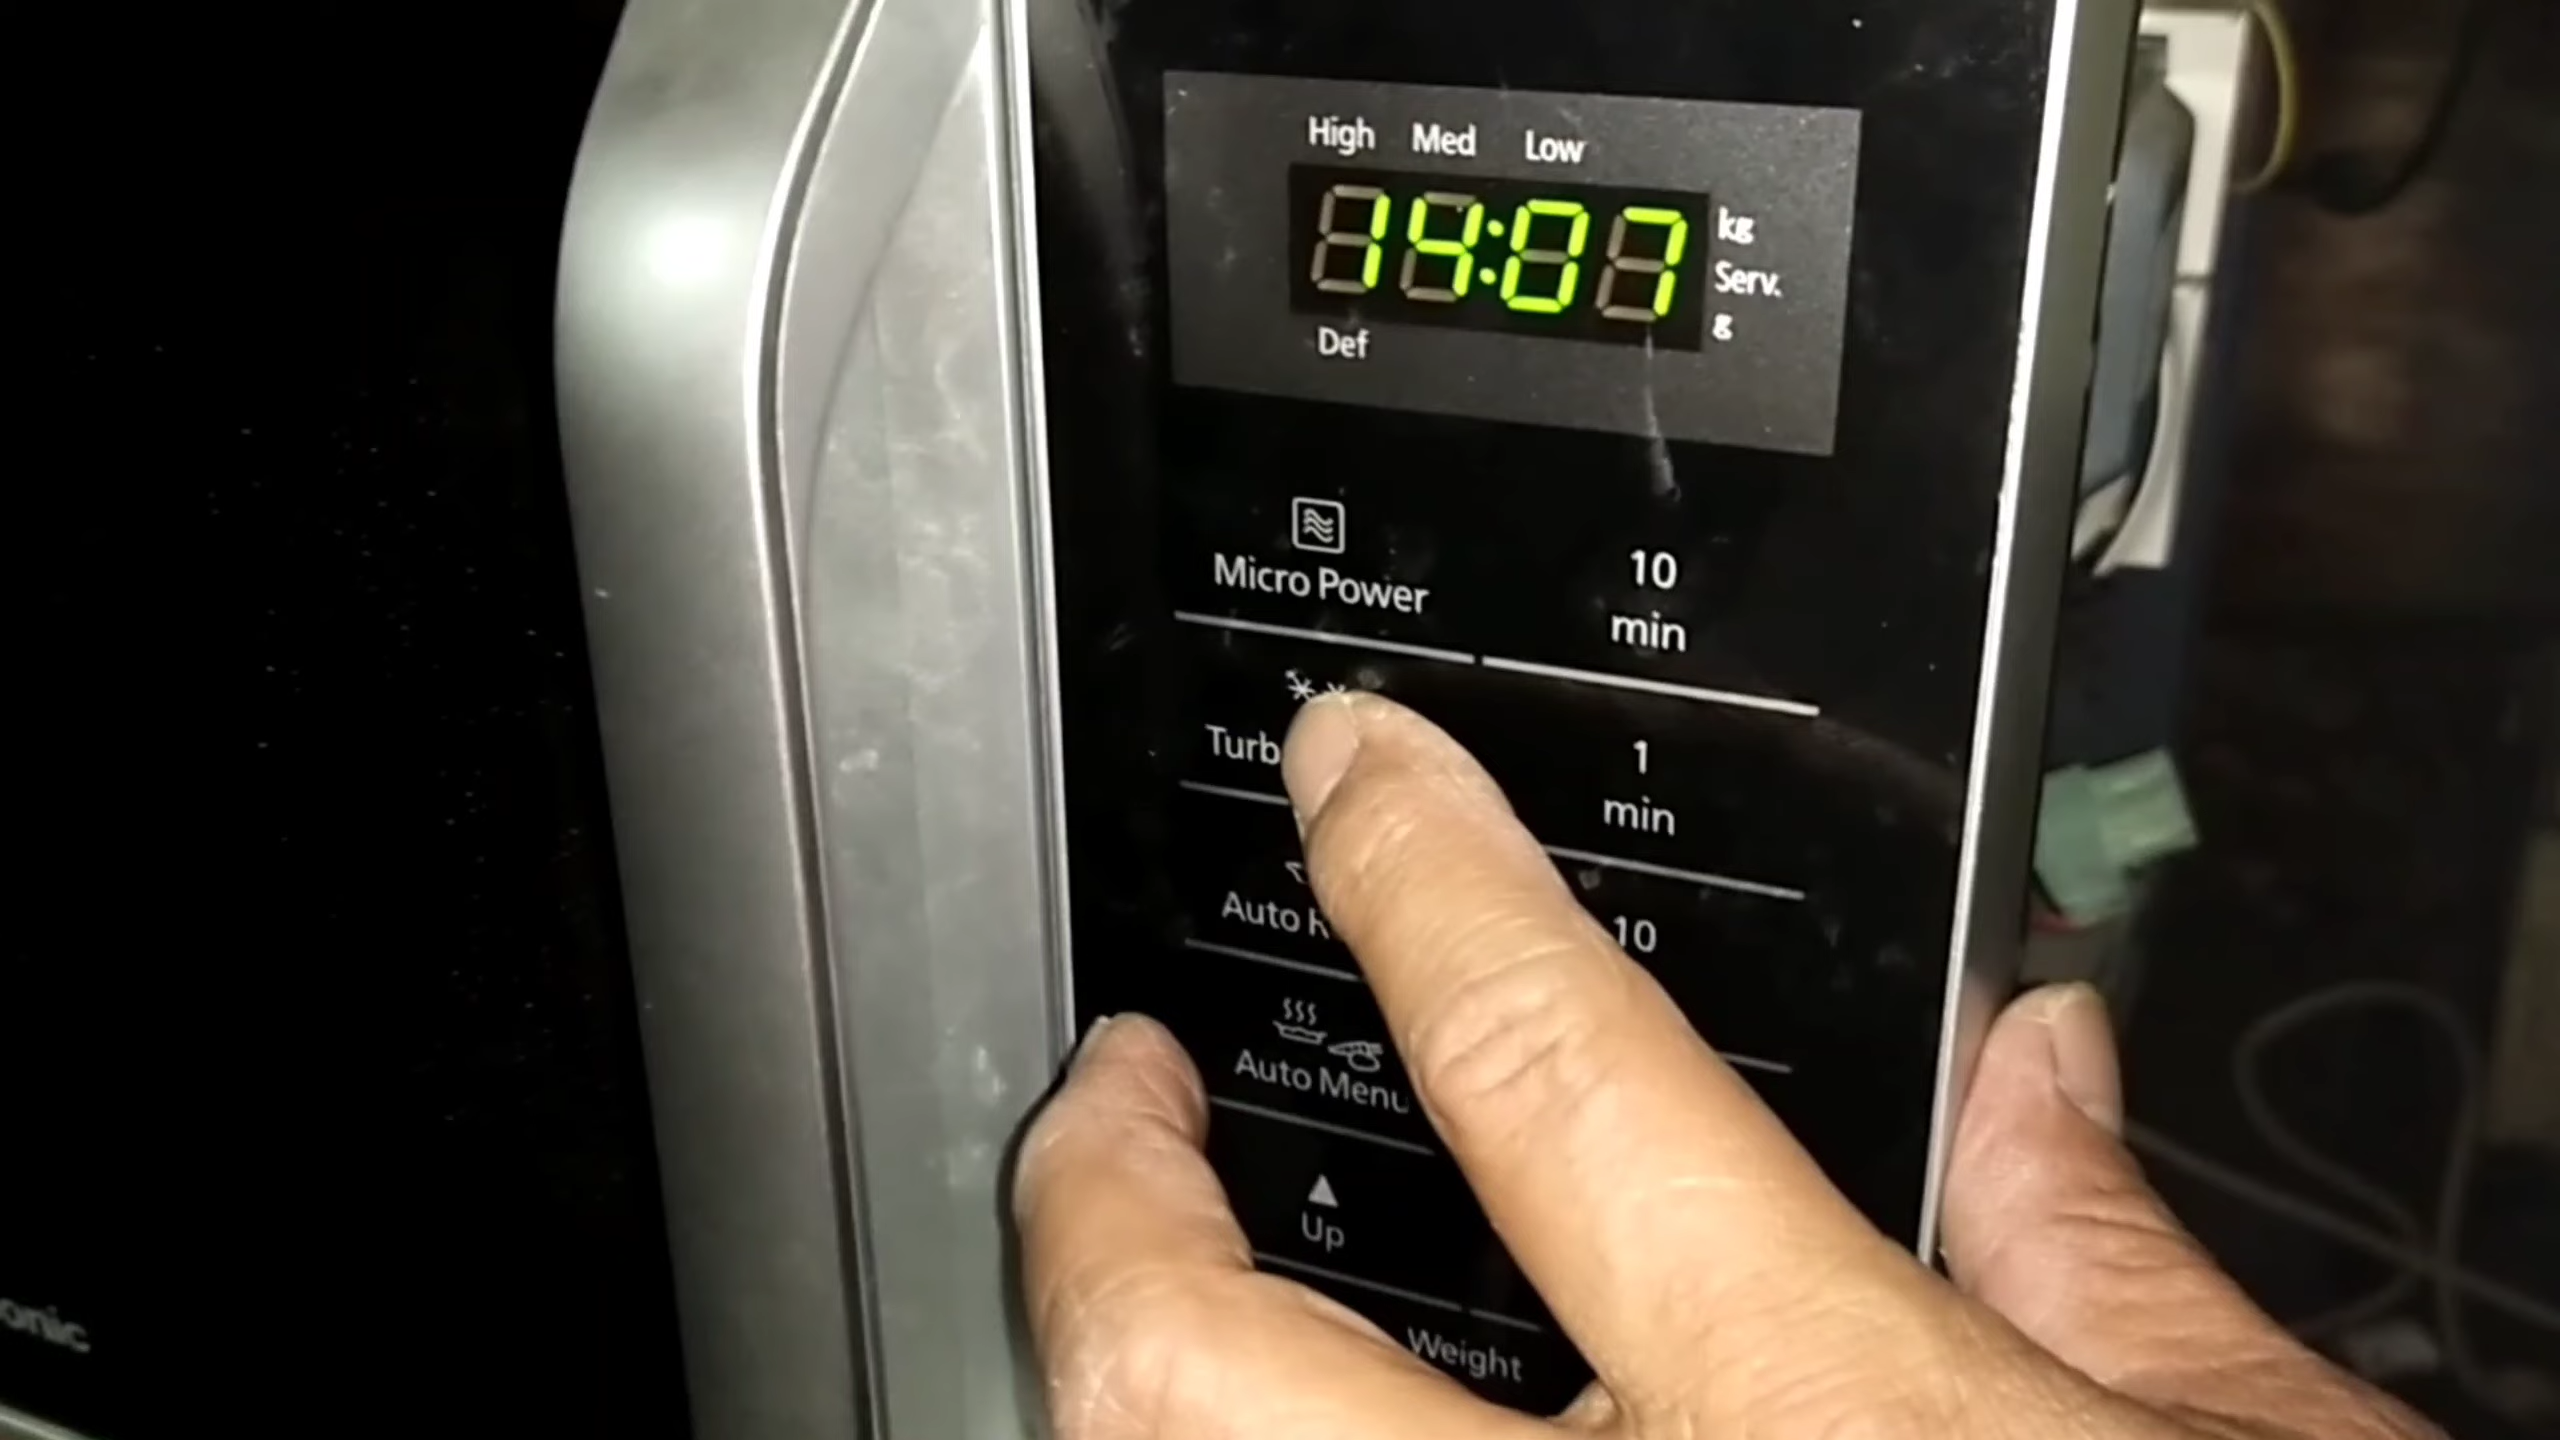 High Med Low
14:07
kg
Serv.
g
Def
Micro Power
10
min
Turb
1
min
Auto R
10
Auto Menu
Up
Weight
onic